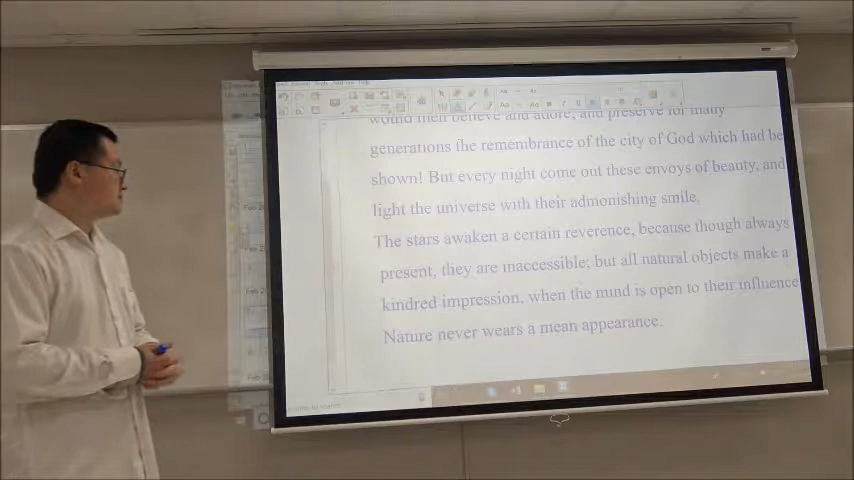 would men believe and adore, and preserve for many
generations the remembrance of the city of God which had be
shown! But every night come out these envoys of beauty, and
light the universe with their admonishing smile.
The stars awaken a certain reverence, because though always
present, they are inaccessible; but all natural objects make a
kindred impression, when the mind is open to their influence
Nature never wears a mean appearance.